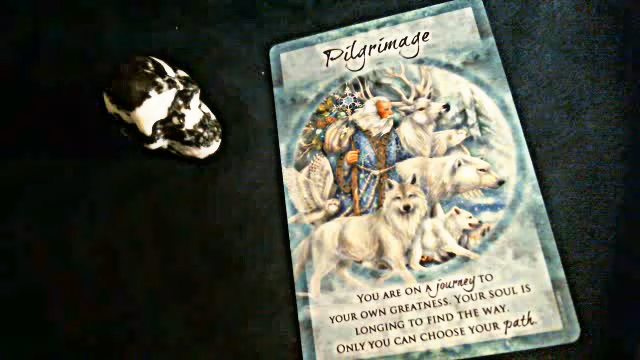 Pilgrimage
YOU ARE ON A journey TO
YOUR OWN GREATNESS. YOUR SOUL IS
LONGING TO FIND THE WAY.
ONLY YOU CAN CHOOSE YOUR path.